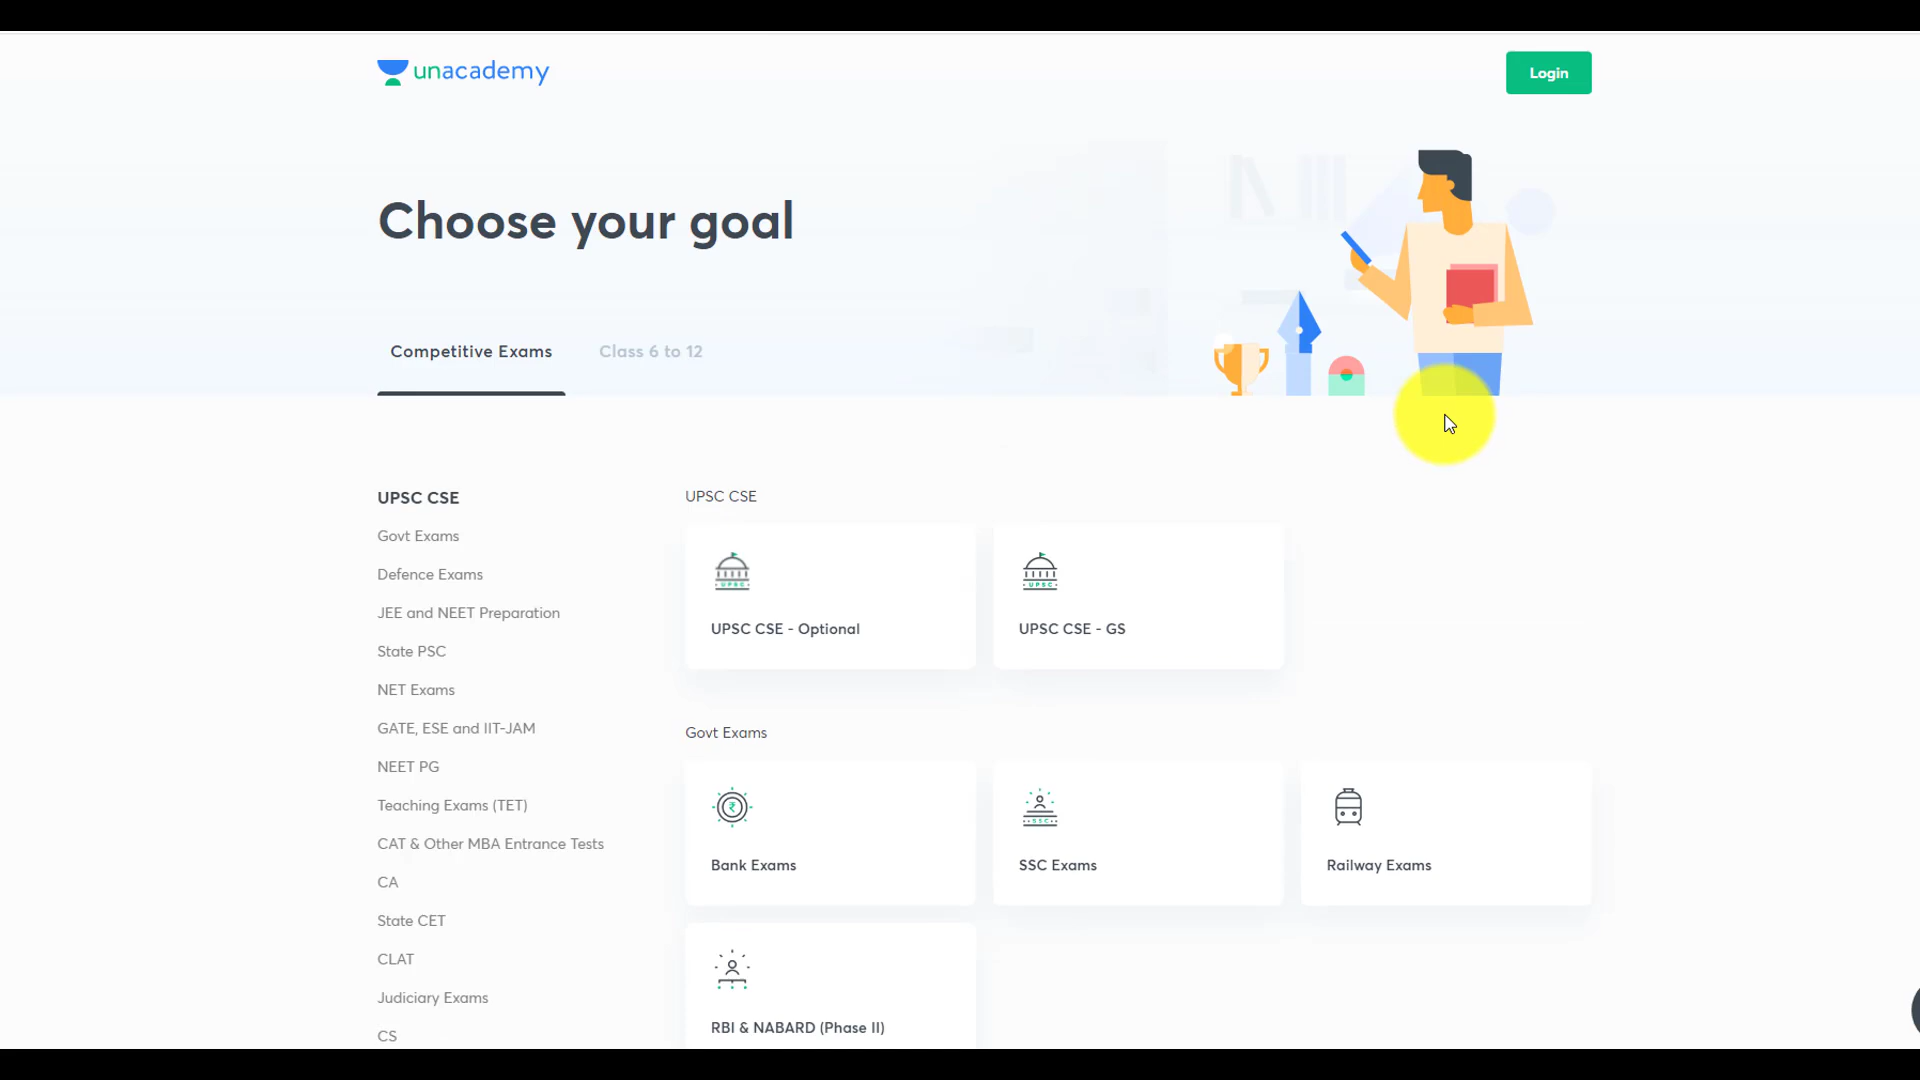 unacademy
Login
Choose your goal
Competitive Exams
Class 6 to 12
UPSC CSE
Govt Exams
Defence Exams
JEE and NEET Preparation
State PSC
NET Exams
GATE, ESE and IIT-JAM
NEET PG
Teaching Exams (TET)
CAT & Other MBA Entrance Tests
CA
State CET
CLAT
Judiciary Exams
CS
UPSC CSE
UPSC
UPSC CSE - Optional
UPSC
UPSC CSE - GS
Govt Exams
₹
Bank Exams
SSC
SSC Exams
Railway Exams
RBI & NABARD (Phase II)